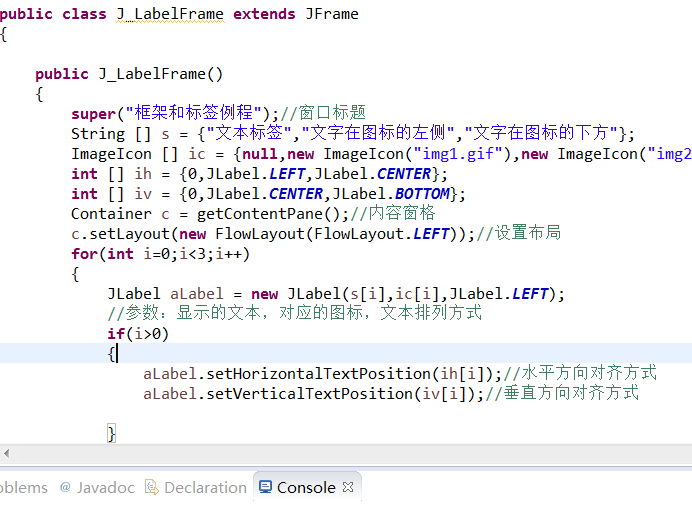 public class J_LabelFrame extends JFrame
{
public J_LabelFrame()
{
super("框架和标签例程");//窗口标题
String [] s = {"文本标签","文字在图标的左侧","文字在图标的下方"};
ImageIcon [] ic = {null,new ImageIcon("img1.gif"),new ImageIcon("img2
int [] ih = {0,JLabel.LEFT,JLabel.CENTER};
int [] iv = {0,JLabel.CENTER,JLabel.BOTTOM};
Container c = getContentPane();//内容窗格
c.setLayout(new FlowLayout(FlowLayout.LEFT));//设置布局
for(int i=0;i<3;i++)
{
JLabel aLabel = new JLabel(s[i],ic[i],JLabel.LEFT);
//参数：显示的文本，对应的图标，文本排列方式
if(i>0)
{
aLabel.setHorizontalTextPosition(ih[i]);//水平方向对齐方式
aLabel.setVerticalTextPosition(iv[i]);//垂直方向对齐方式
}
oblems @ Javadoc Declaration Console